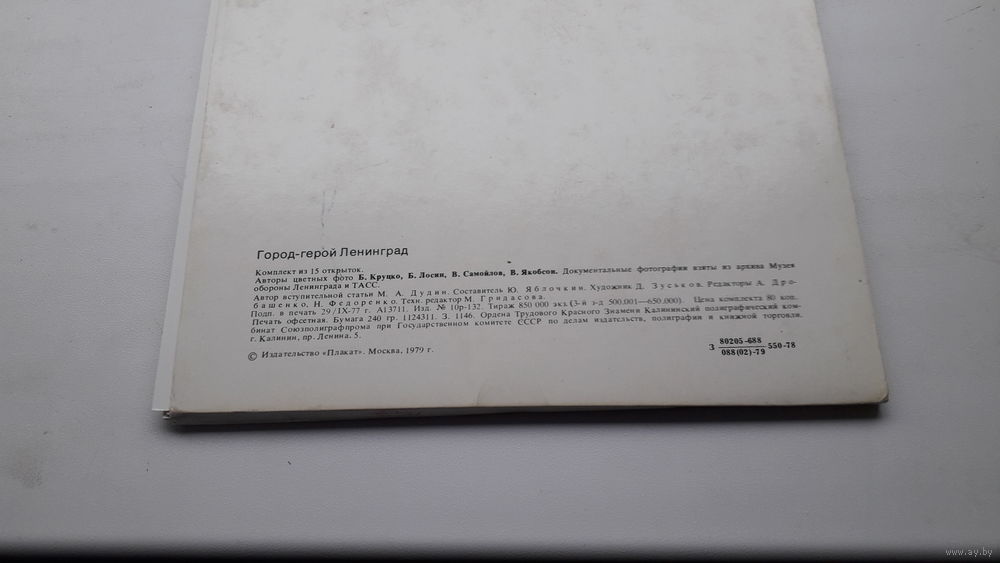 Город-герой Ленинград
Комплект из 15 открыток.
Авторы цветных фото Б. Круцко, Б. Лосин, В. Самойлов, В. Якобсон. Документальные фотографии взяты из архива Музея
обороны Ленинграда и ТАСС.
Автор вступительной статьи М. А. Дудин. Составитель Ю. Яблочкин. Художник Д. Зуськов. Редакторы А. Дро-
башенко, Н. Федоренко. Техн. редактор М. Гридасова.
Подп. в печать 29/IX-77 г. А13711. Изд. № 10р-132. Тираж 850 000 экз. (3-й з-д 500.001—650.000). Цена комплекта 80 коп.
Печать офсетная. Бумага 240 гр. 1124311. З. 1146. Ордена Трудового Красного Знамени Калининский полиграфический ком-
бинат Союзполиграфпрома при Государственном комитете СССР по делам издательств, полиграфии и книжной торговли.
г. Калинин, пр. Ленина, 5.
© Издательство «Плакат». Москва, 1979 г.
З 80205-688 / 088(02)-79 550-78
www.ay.by